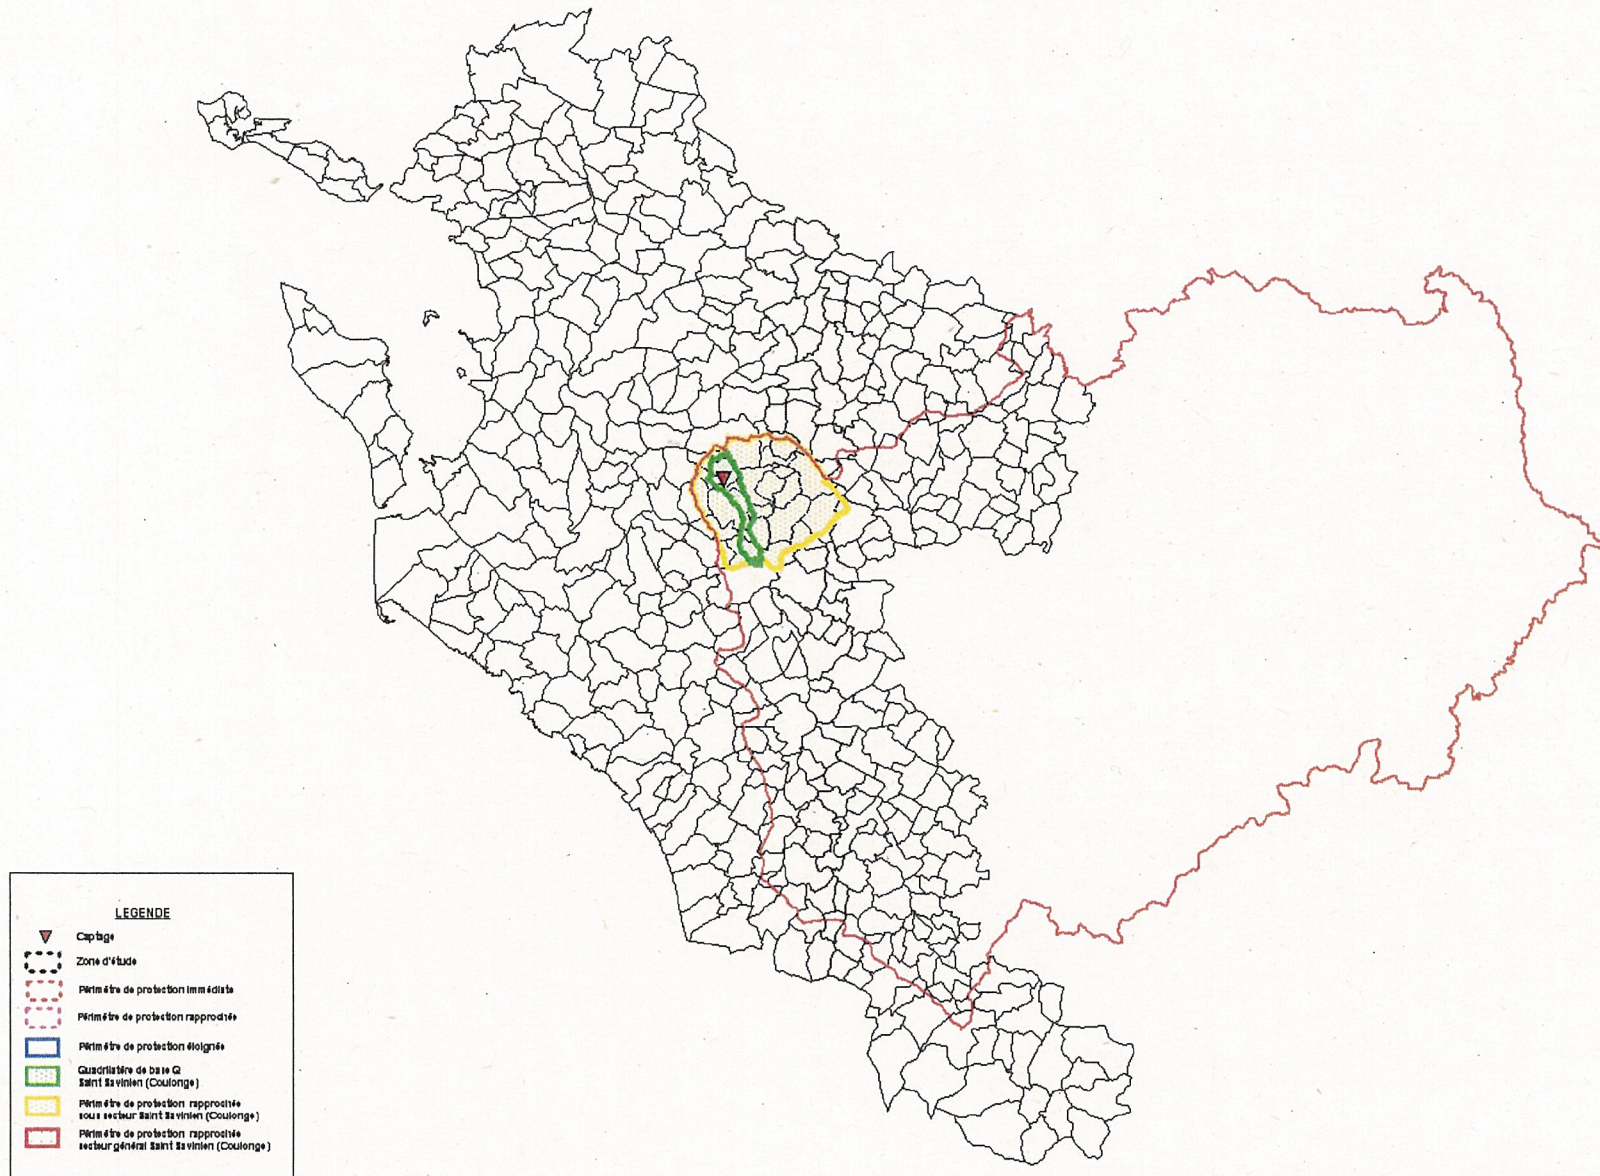 LEGENDE
Captage
Zone d'étude
Périmètre de protection immédiate
Périmètre de protection rapprochée
Périmètre de protection éloignée
Quadrilatère de base Q
Saint Savinien (Coulonge)
Périmètre de protection rapprochée
sous secteur Saint Savinien (Coulonge)
Périmètre de protection rapprochée
secteur général Saint Savinien (Coulonge)